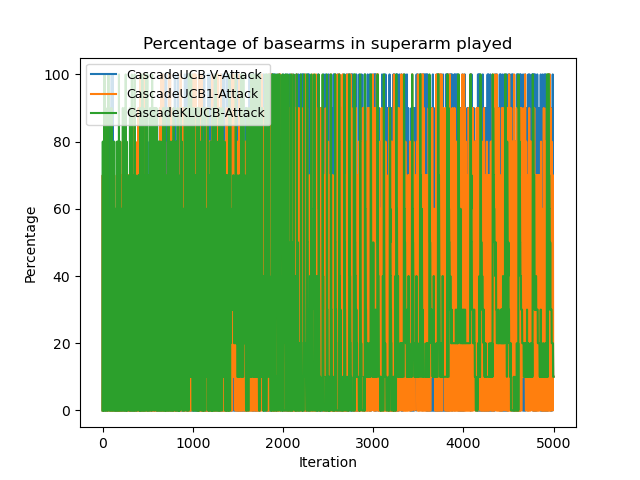 Percentage of basearms in superarm played
CascadeUCB-V-Attack
CascadeUCB1-Attack
CascadeKLUCB-Attack
Percentage
100
80
60
40
20
0
0 1000 2000 3000 4000 5000
Iteration